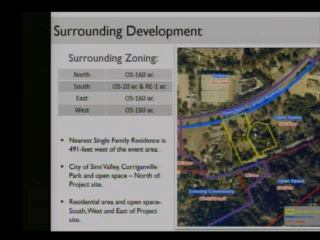 Surrounding Development
Surrounding Zoning:
North OS-160 ac
South OS-20 ac & RE-1 ac
East OS-160 ac
West OS-160 ac
• Nearest Single Family Residence is
491-feet west of the event area.
• City of Simi Valley, Corriganville
Park and open space – North of
Project site.
• Residential area and open space-
South, West and East of Project
site.
Open Space
Open Space
Existing Community